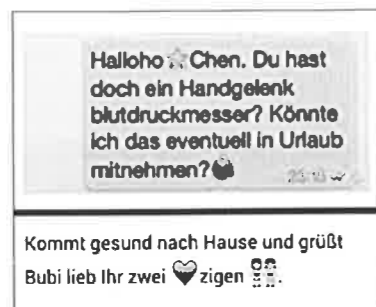 Halloho ☆ Chen. Du hast
doch ein Handgelenk
blutdruckmesser? Könnte
ich das eventuell in Urlaub
mitnehmen?
Kommt gesund nach Hause und grüßt
Bubi lieb Ihr zwei ♥ zigen 👭.